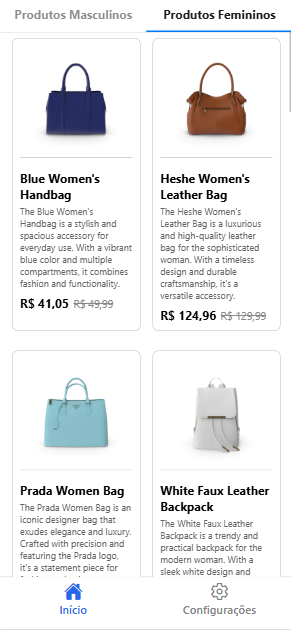 Produtos Masculinos
Produtos Femininos
Blue Women's
Handbag
The Blue Women's
Handbag is a stylish and
spacious accessory for
everyday use. With a vibrant
blue color and multiple
compartments, it combines
fashion and functionality.
R$ 41,05 R$ 49,99
Heshe Women's
Leather Bag
The Heshe Women's
Leather Bag is a luxurious
and high-quality leather
bag for the sophisticated
woman. With a timeless
design and durable
craftsmanship, it's a
versatile accessory.
R$ 124,96 R$ 129,99
Prada Women Bag
The Prada Women Bag is an
iconic designer bag that
exudes elegance and luxury.
Crafted with precision and
featuring the Prada logo,
it's a statement piece for
White Faux Leather
Backpack
The White Faux Leather
Backpack is a trendy and
practical backpack for the
modern woman. With a
sleek white design and
Início
Configurações